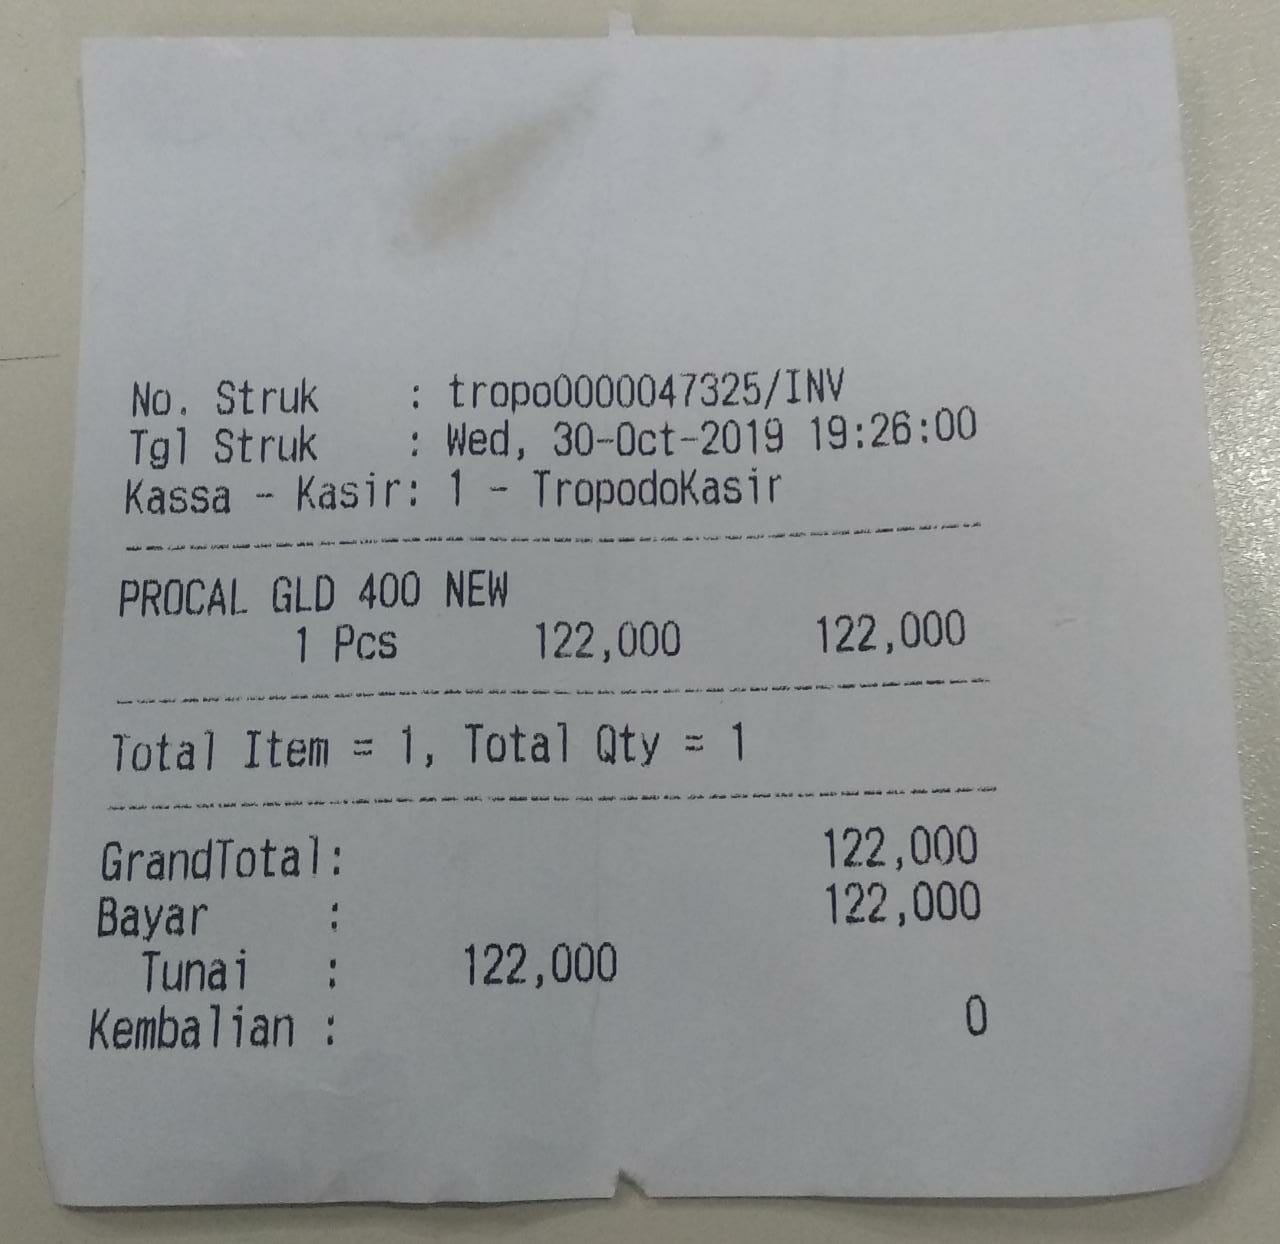 No. Struk : tropo0000047325/INV
Tgl Struk : Wed, 30-Oct-2019 19:26:00
Kassa - Kasir: 1 - TropodoKasir
PROCAL GLD 400 NEW
1 Pcs 122,000 122,000
Total Item = 1, Total Qty = 1
GrandTotal: 122,000
Bayar : 122,000
Tunai : 122,000
Kembalian : 0